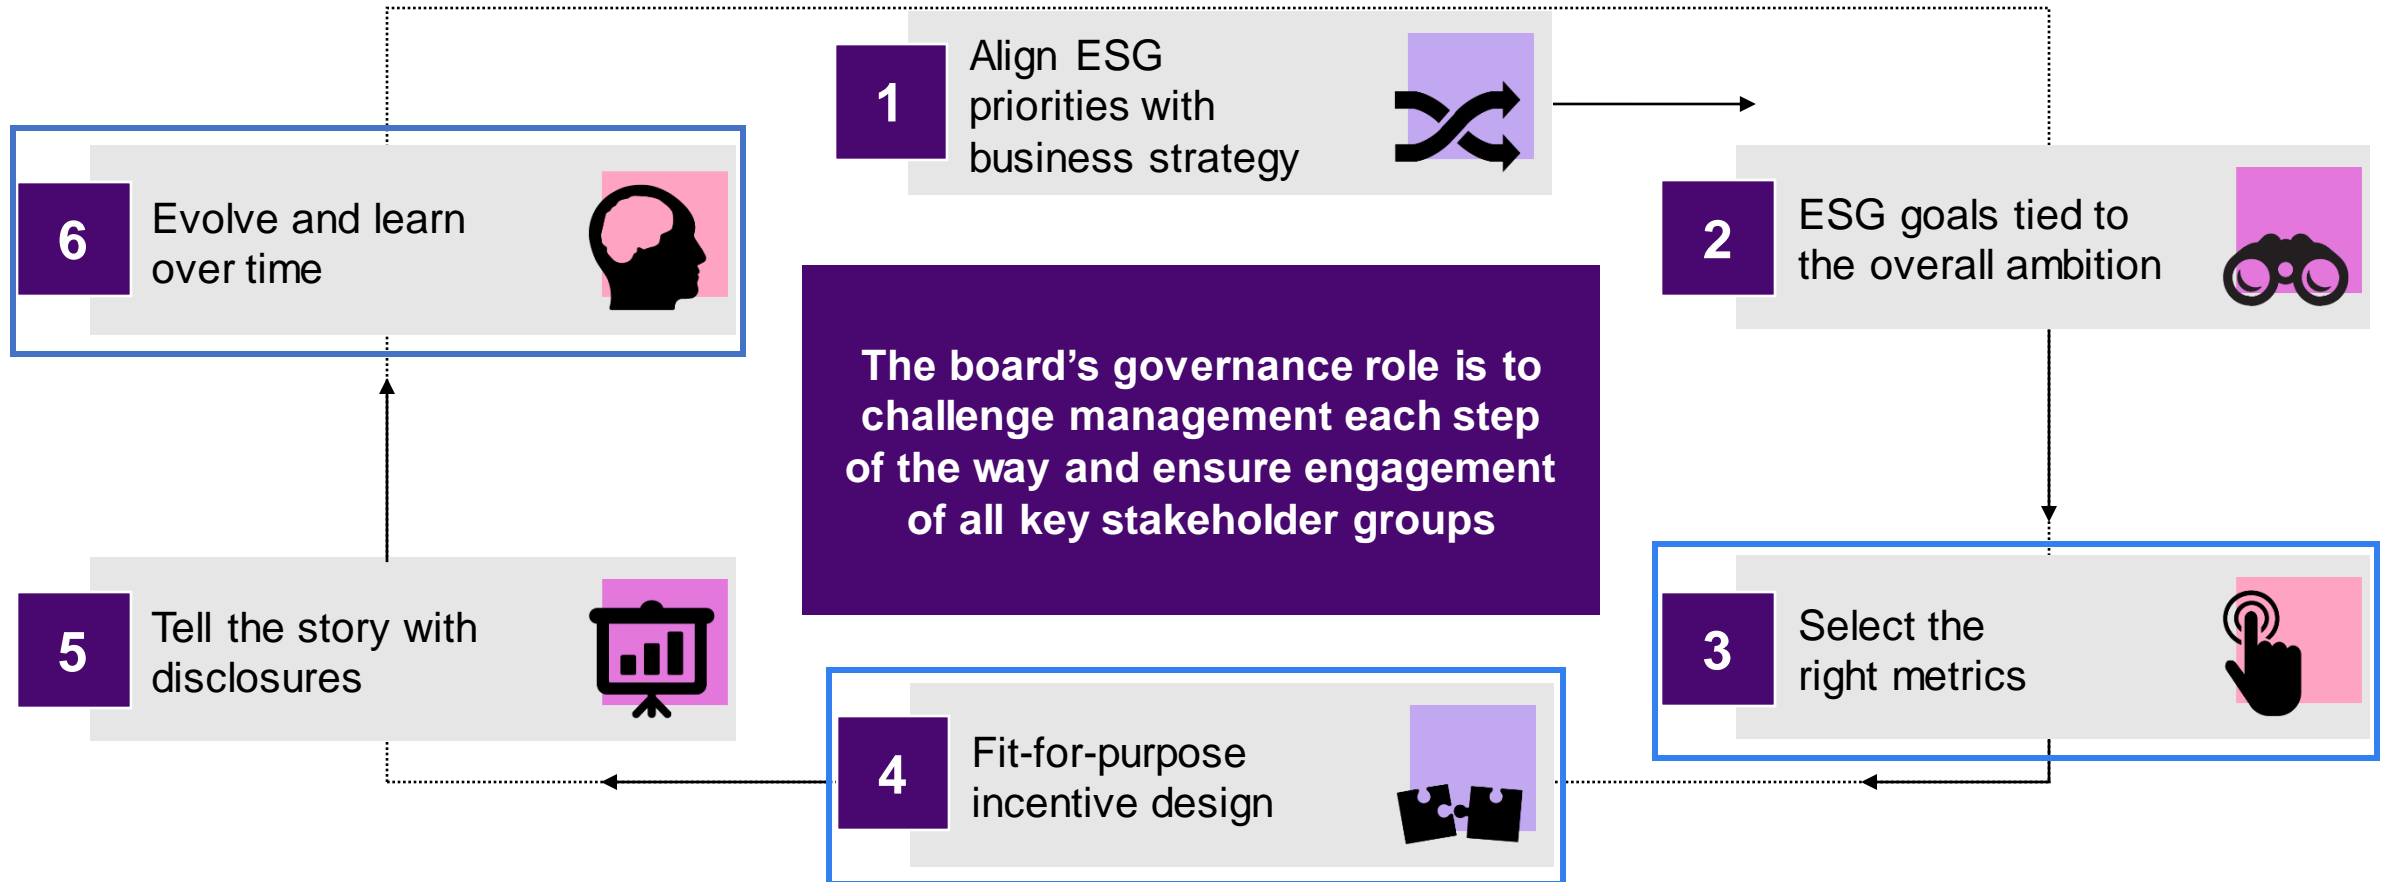 1
Align ESG
priorities with
business strategy
2
ESG goals tied to
the overall ambition
3
Select the
right metrics
4
Fit-for-purpose
incentive design
5
Tell the story with
disclosures
6
Evolve and learn
over time
The board’s governance role is to
challenge management each step
of the way and ensure engagement
of all key stakeholder groups